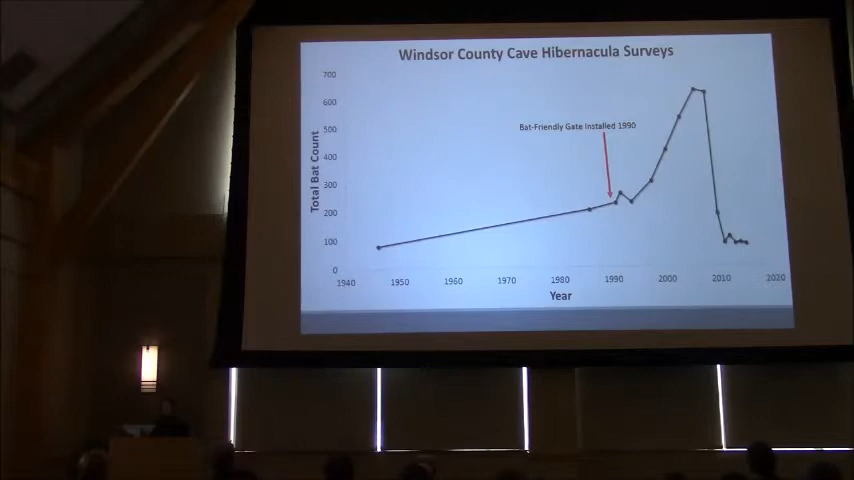 Windsor County Cave Hibernacula Surveys
700
600
Bat-Friendly Gate Installed 1990
500
400
300
200
100
0
Total Bat Count
1940 1950 1960 1970 1980 1990 2000 2010 2020
Year